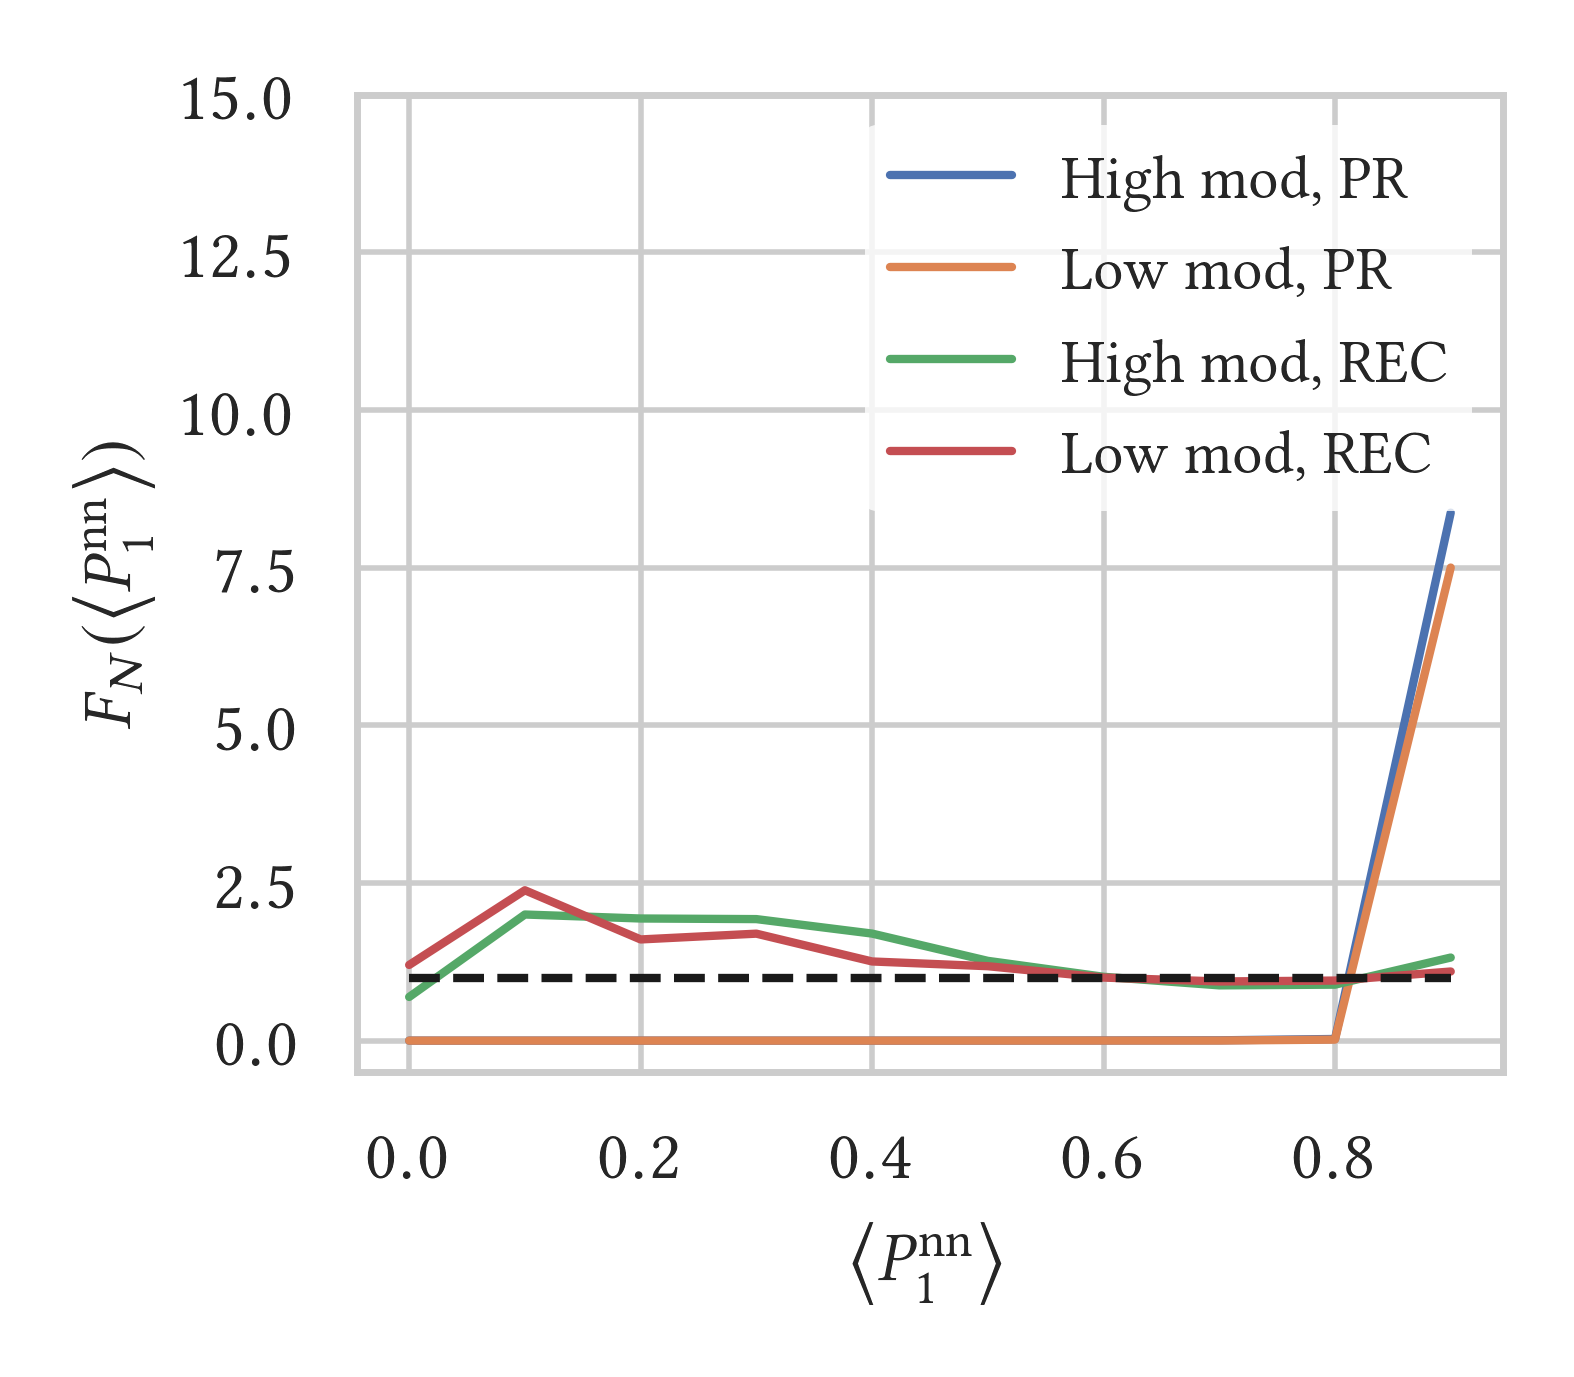 15.0
12.5
10.0
7.5
5.0
2.5
0.0
F_N(⟨P_1^nn⟩)
High mod, PR
Low mod, PR
High mod, REC
Low mod, REC
0.0 0.2 0.4 0.6 0.8
⟨P_1^nn⟩